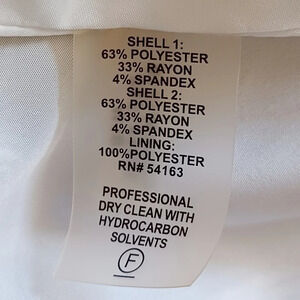 SHELL 1:
63% POLYESTER
33% RAYON
4% SPANDEX
SHELL 2:
63% POLYESTER
33% RAYON
4% SPANDEX
LINING:
100%POLYESTER
RN# 54163
PROFESSIONAL
DRY CLEAN WITH
HYDROCARBON
SOLVENTS
F